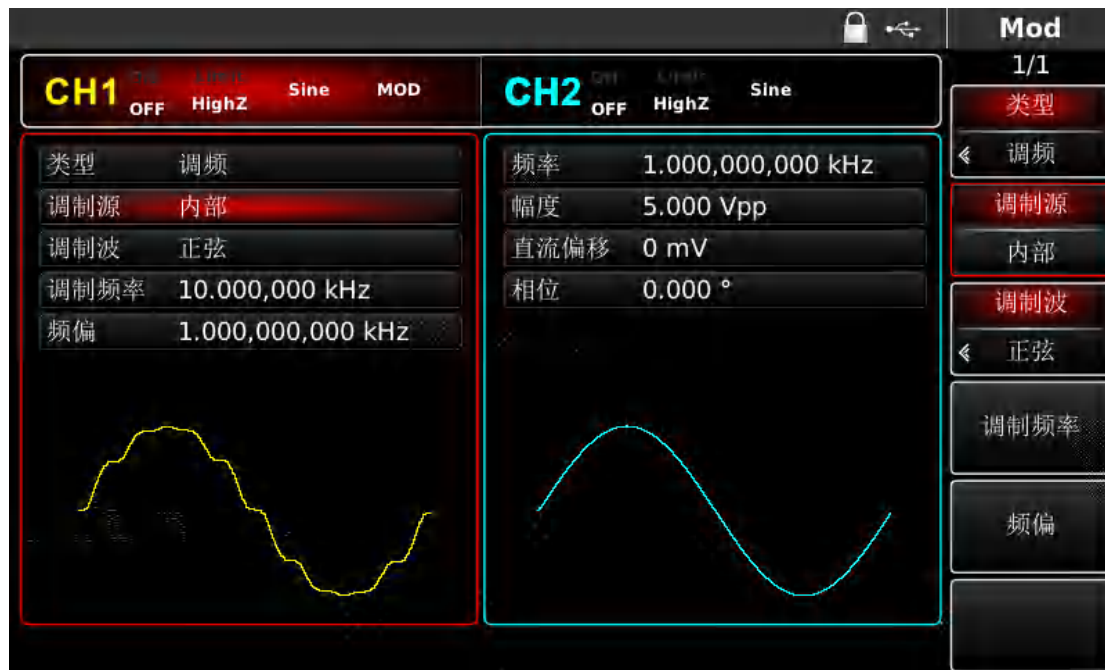 Mod
1/1
CH1 OFF HighZ Sine MOD
CH2 OFF HighZ Sine
类型 调频
调制源 内部
调制波 正弦
调制频率 10.000,000 kHz
频偏 1.000,000,000 kHz
频率 1.000,000,000 kHz
幅度 5.000 Vpp
直流偏移 0 mV
相位 0.000 °
类型
调频
调制源
内部
调制波
正弦
调制频率
频偏